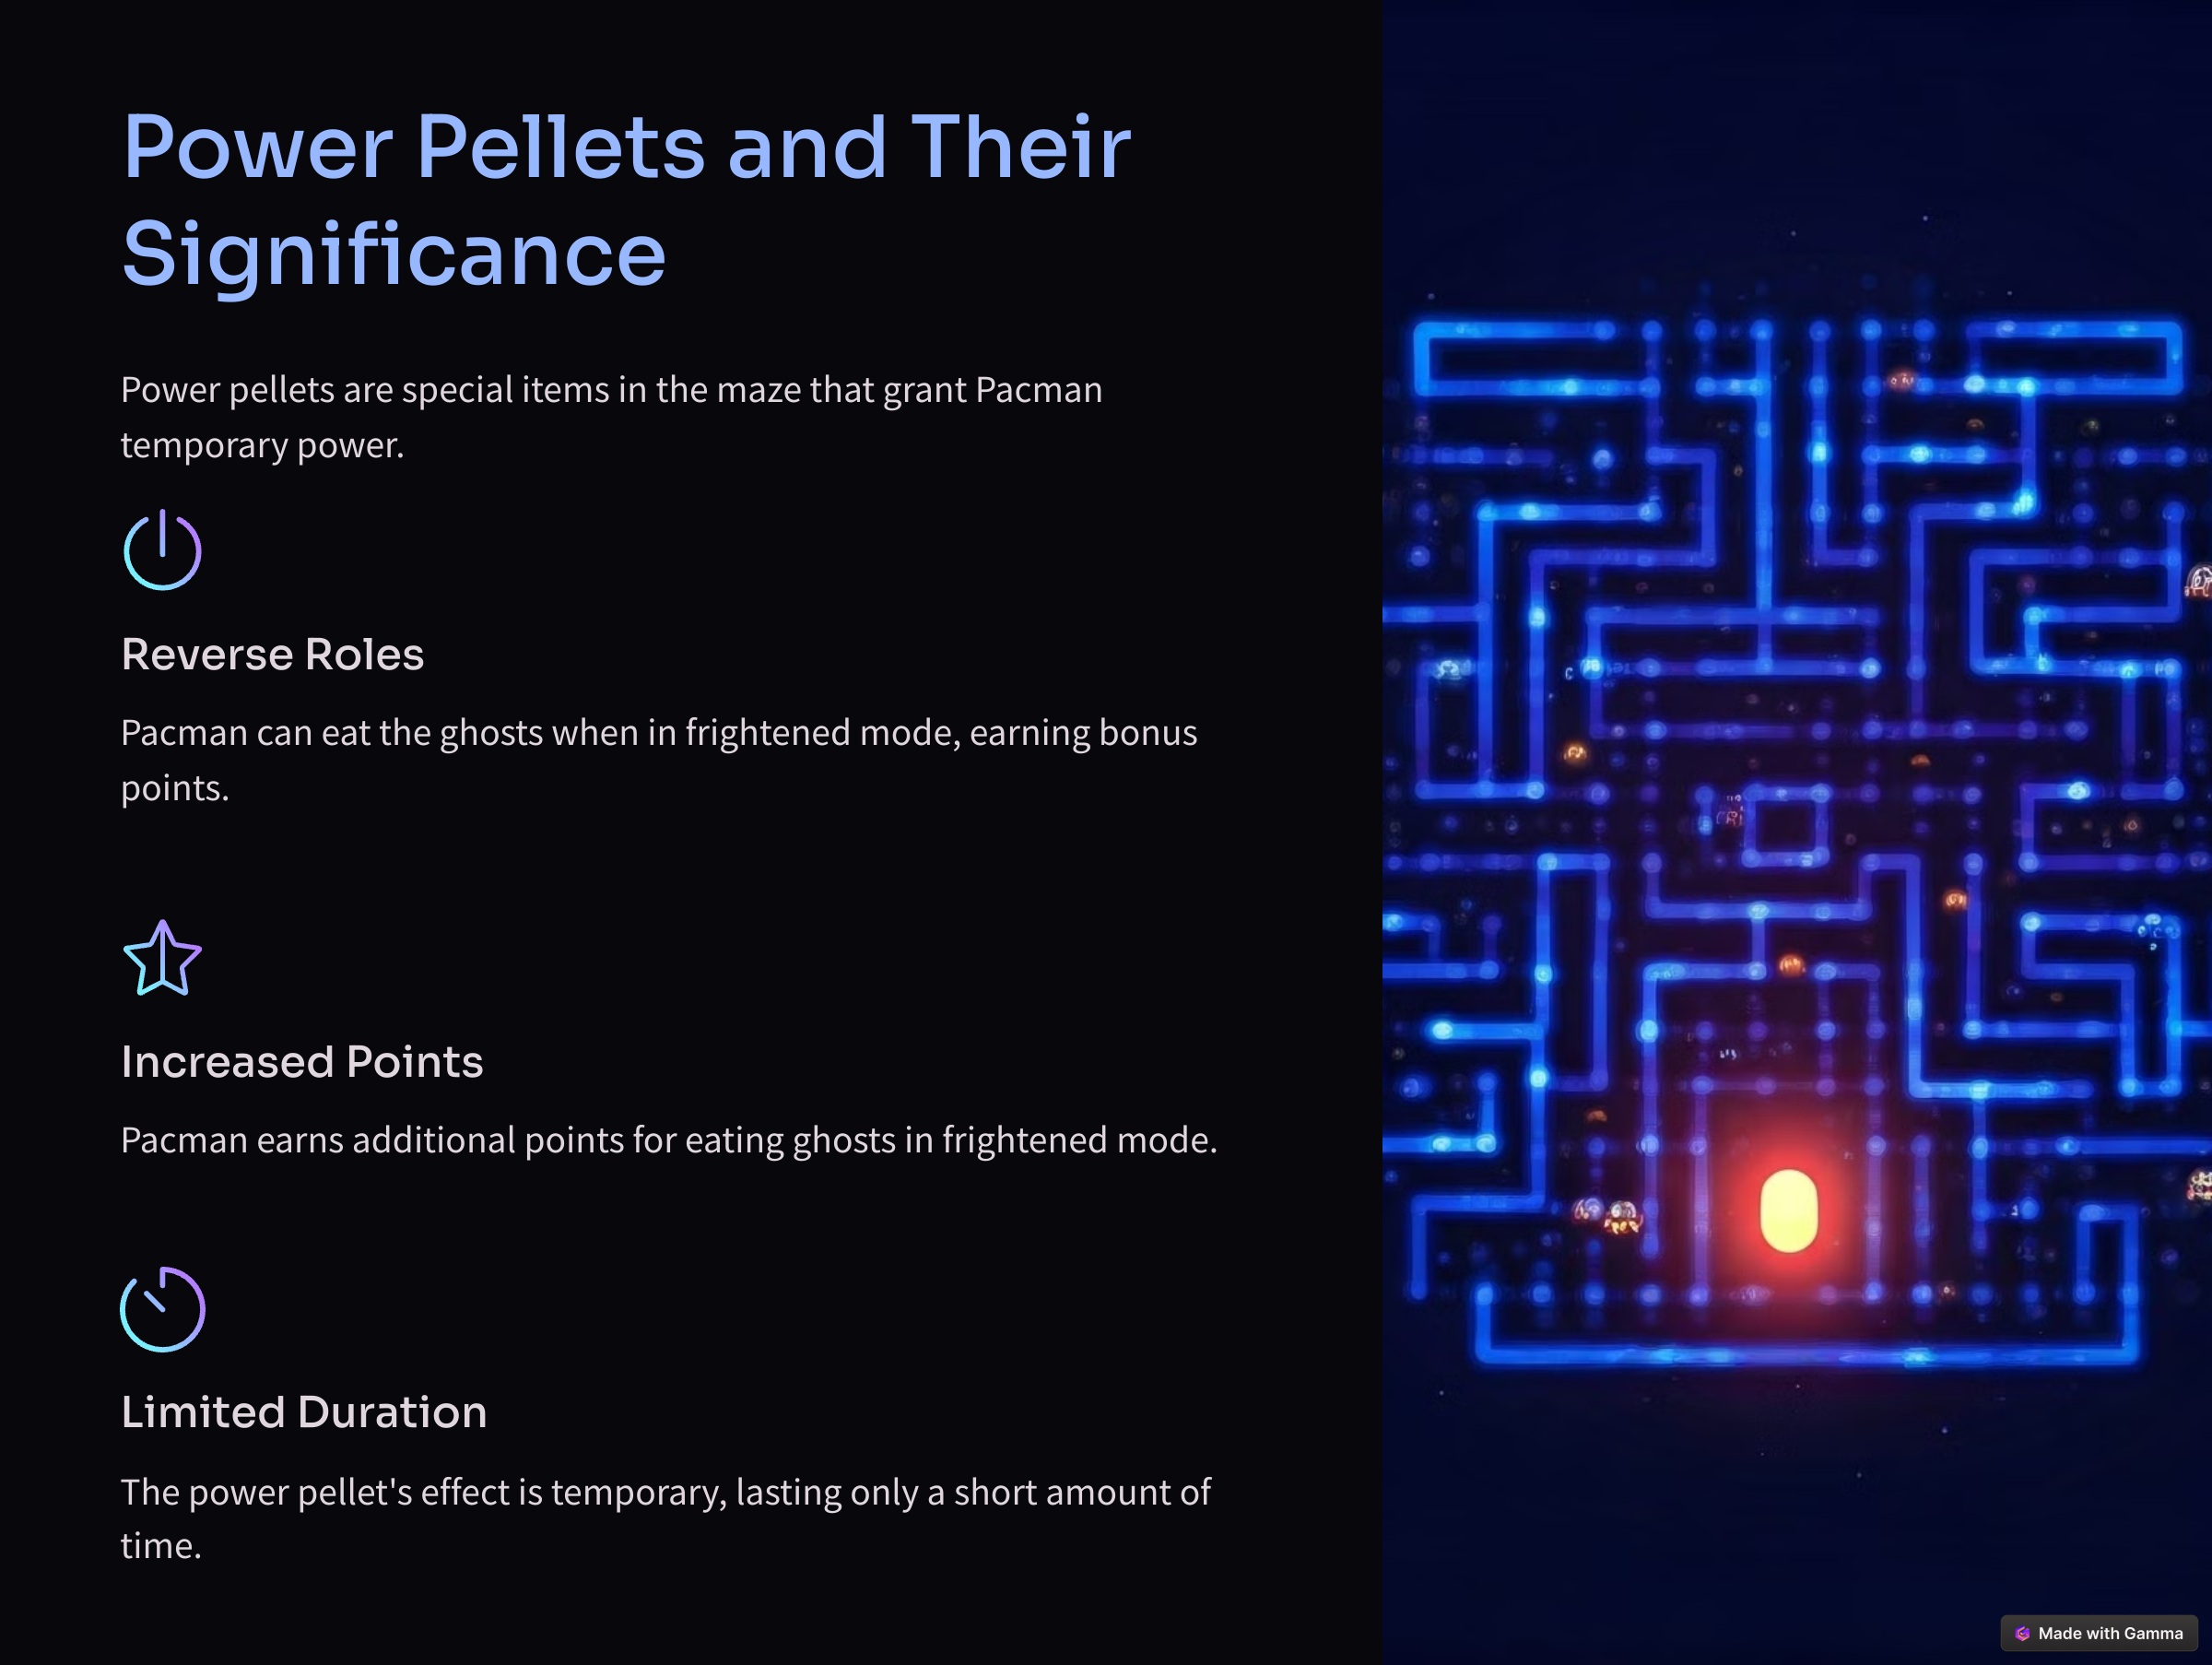 Power Pellets and Their
Significance
Power pellets are special items in the maze that grant Pacman
temporary power.
Reverse Roles
Pacman can eat the ghosts when in frightened mode, earning bonus
points.
Increased Points
Pacman earns additional points for eating ghosts in frightened mode.
Limited Duration
The power pellet's effect is temporary, lasting only a short amount of
time.
Made with Gamma